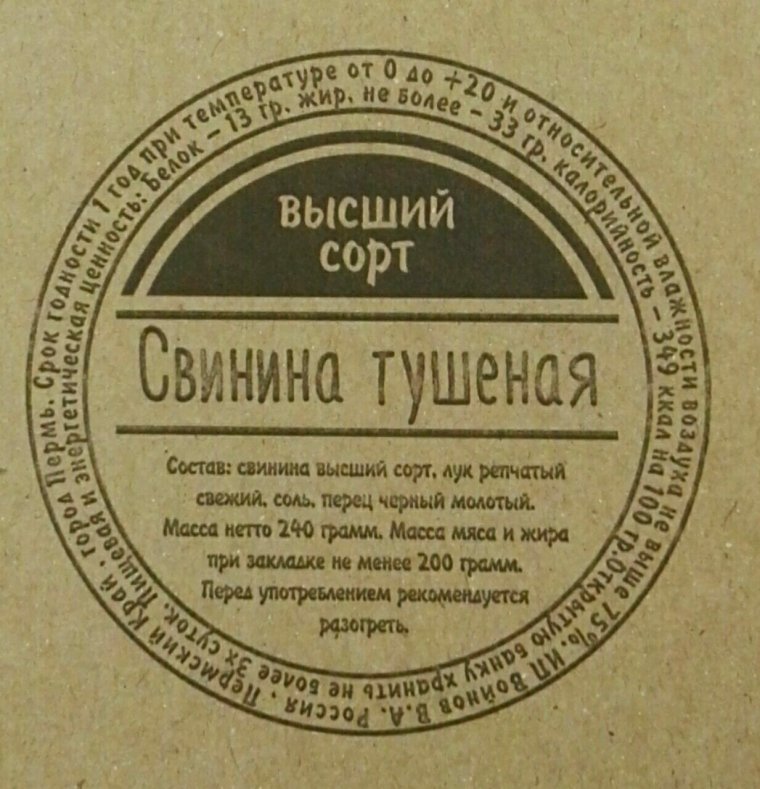 Срок годности 1 год при температуре от 0 до +20 и относительной влажности воздуха не выше 75%. ИП Войнов В.А. Россия. Пермский Край. город Пермь.
Пищевая и энергетическая ценность: Белок – 13 гр. жир, не более – 33 гр. калорийность – 349 ккал на 100 гр.Открытую банку хранить не более 3х суток.
высший
сорт
Свинина тушеная
Состав: свинина высший сорт, лук репчатый
свежий, соль, перец черный молотый.
Масса нетто 240 грамм. Масса мяса и жира
при закладке не менее 200 грамм.
Перед употреблением рекомендуется
разогреть.